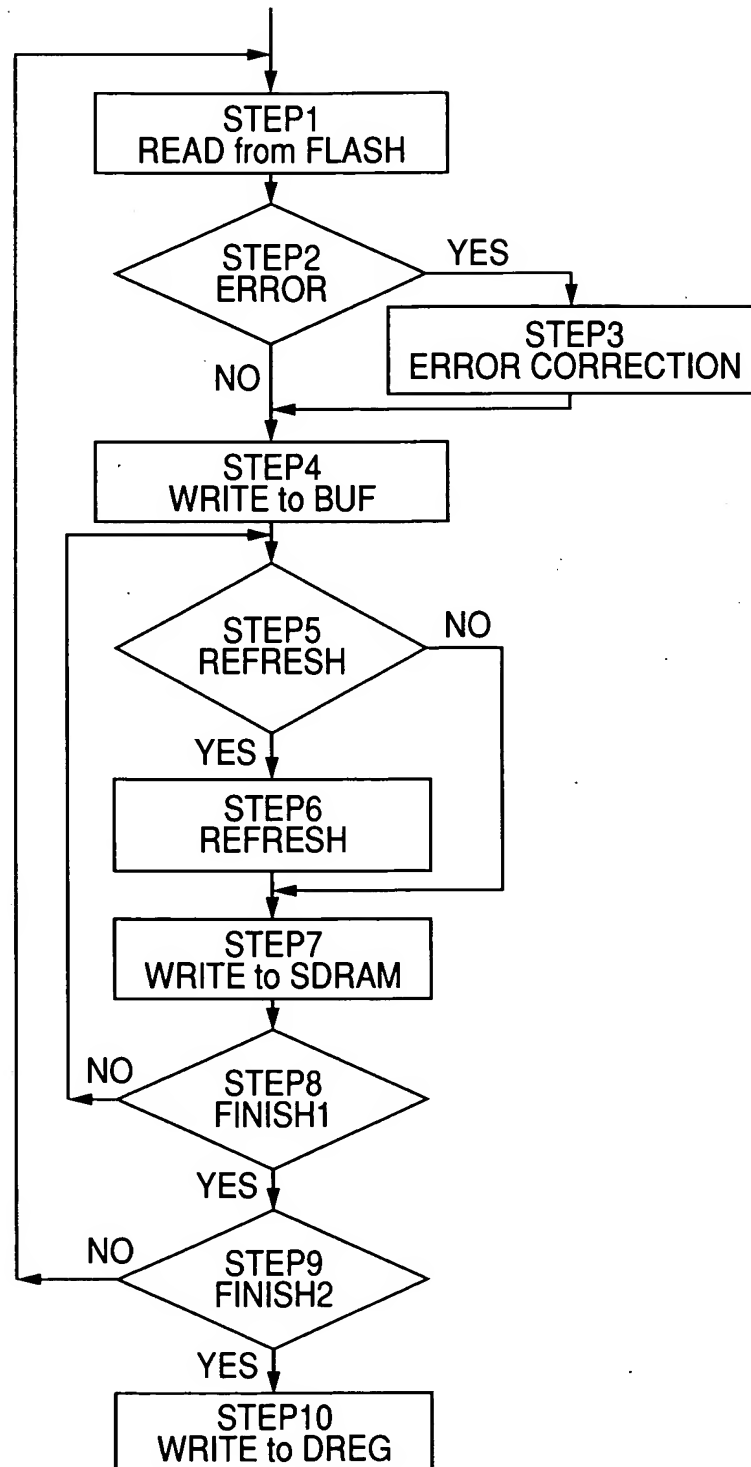 STEP1
READ from FLASH
STEP2
ERROR
YES
STEP3
ERROR CORRECTION
NO
STEP4
WRITE to BUF
STEP5
REFRESH
NO
YES
STEP6
REFRESH
STEP7
WRITE to SDRAM
NO
STEP8
FINISH1
YES
NO
STEP9
FINISH2
YES
STEP10
WRITE to DREG